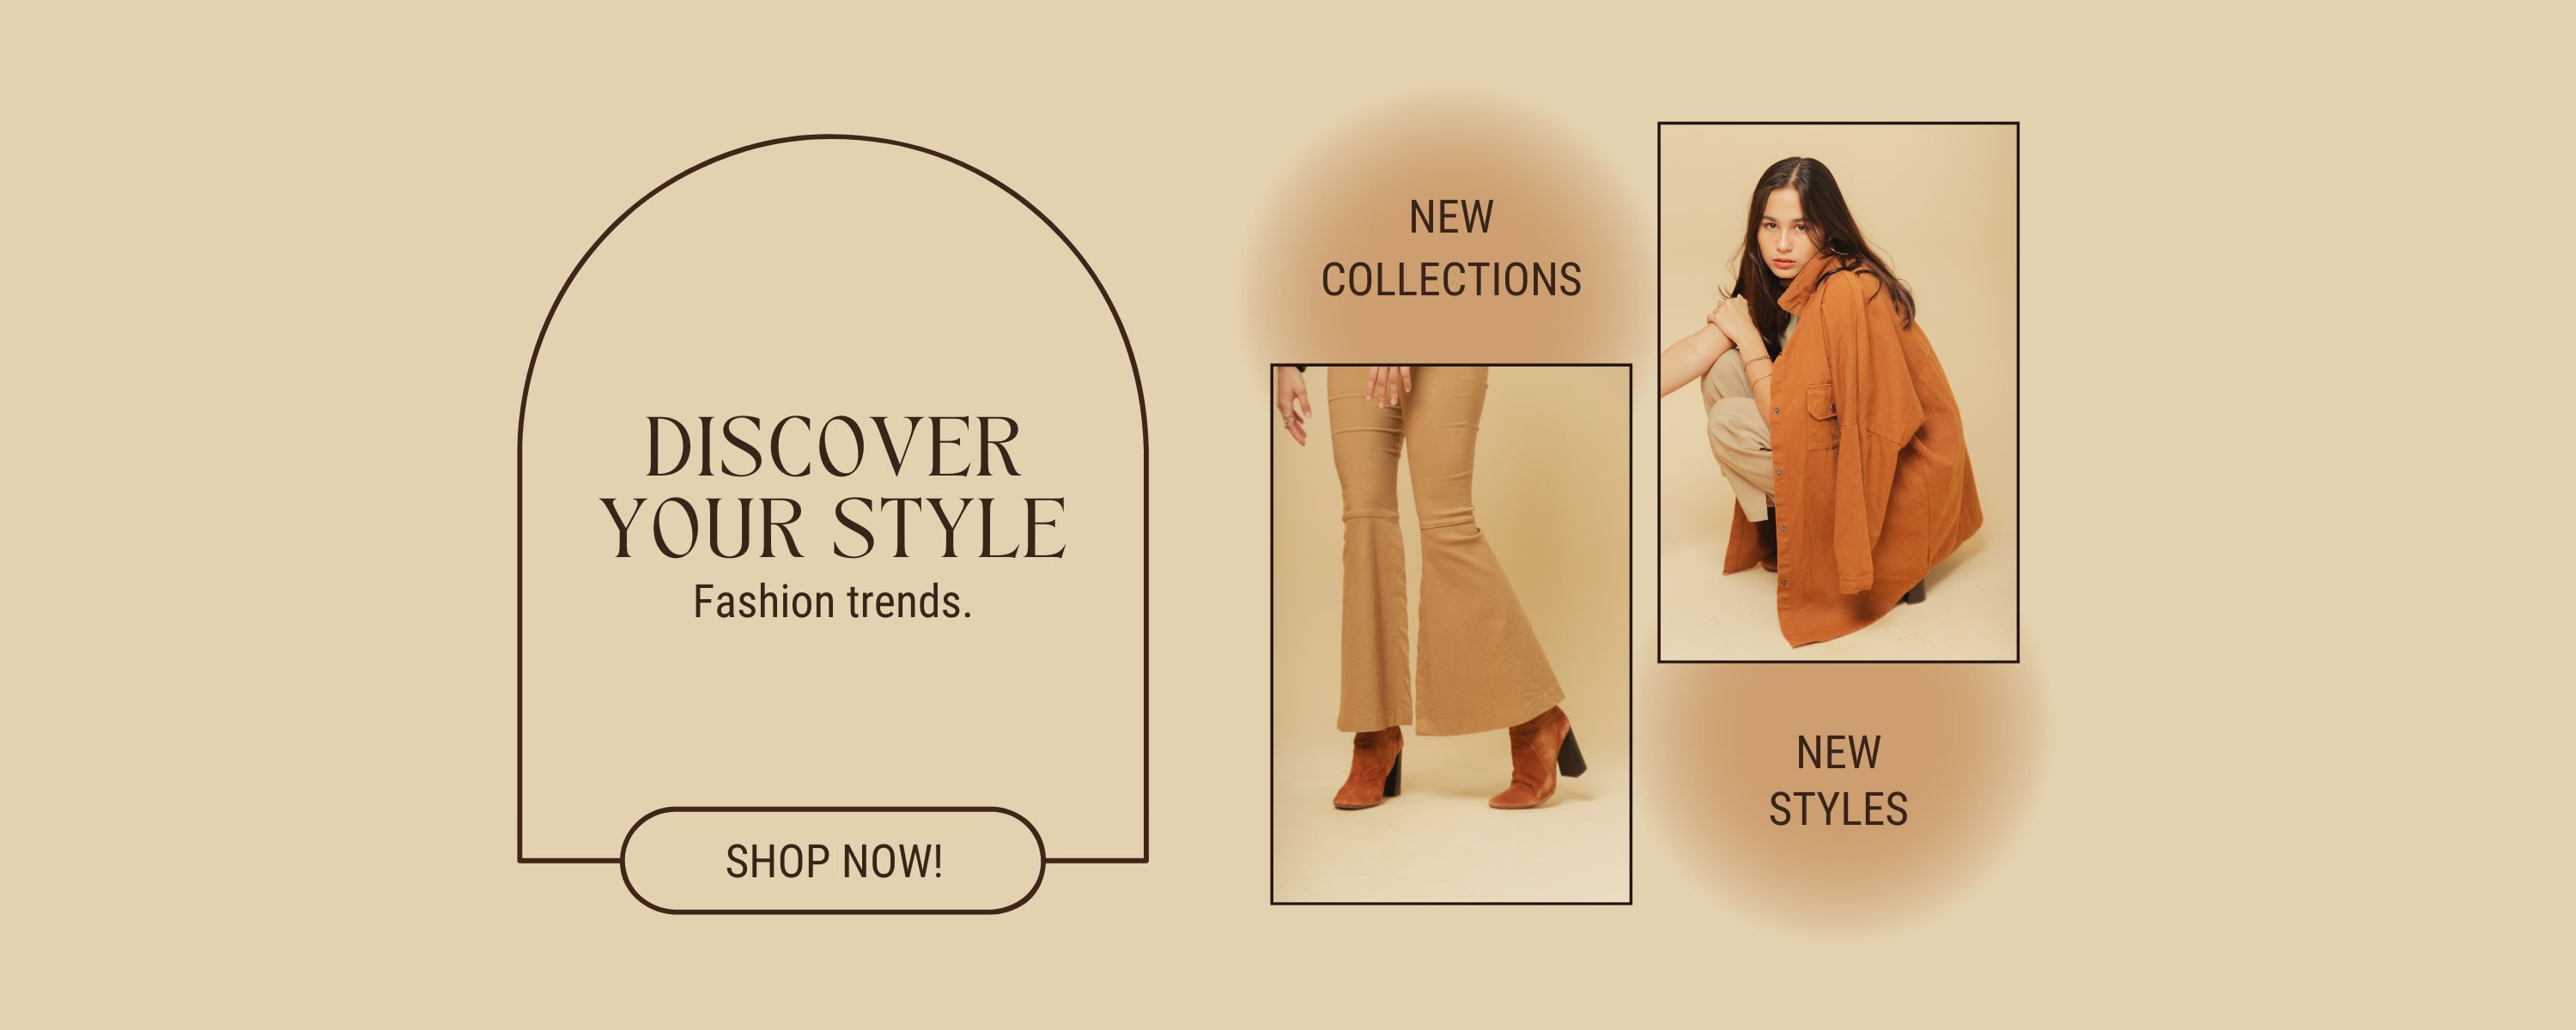 DISCOVER
YOUR STYLE
Fashion trends.
SHOP NOW!
NEW
COLLECTIONS
NEW
STYLES